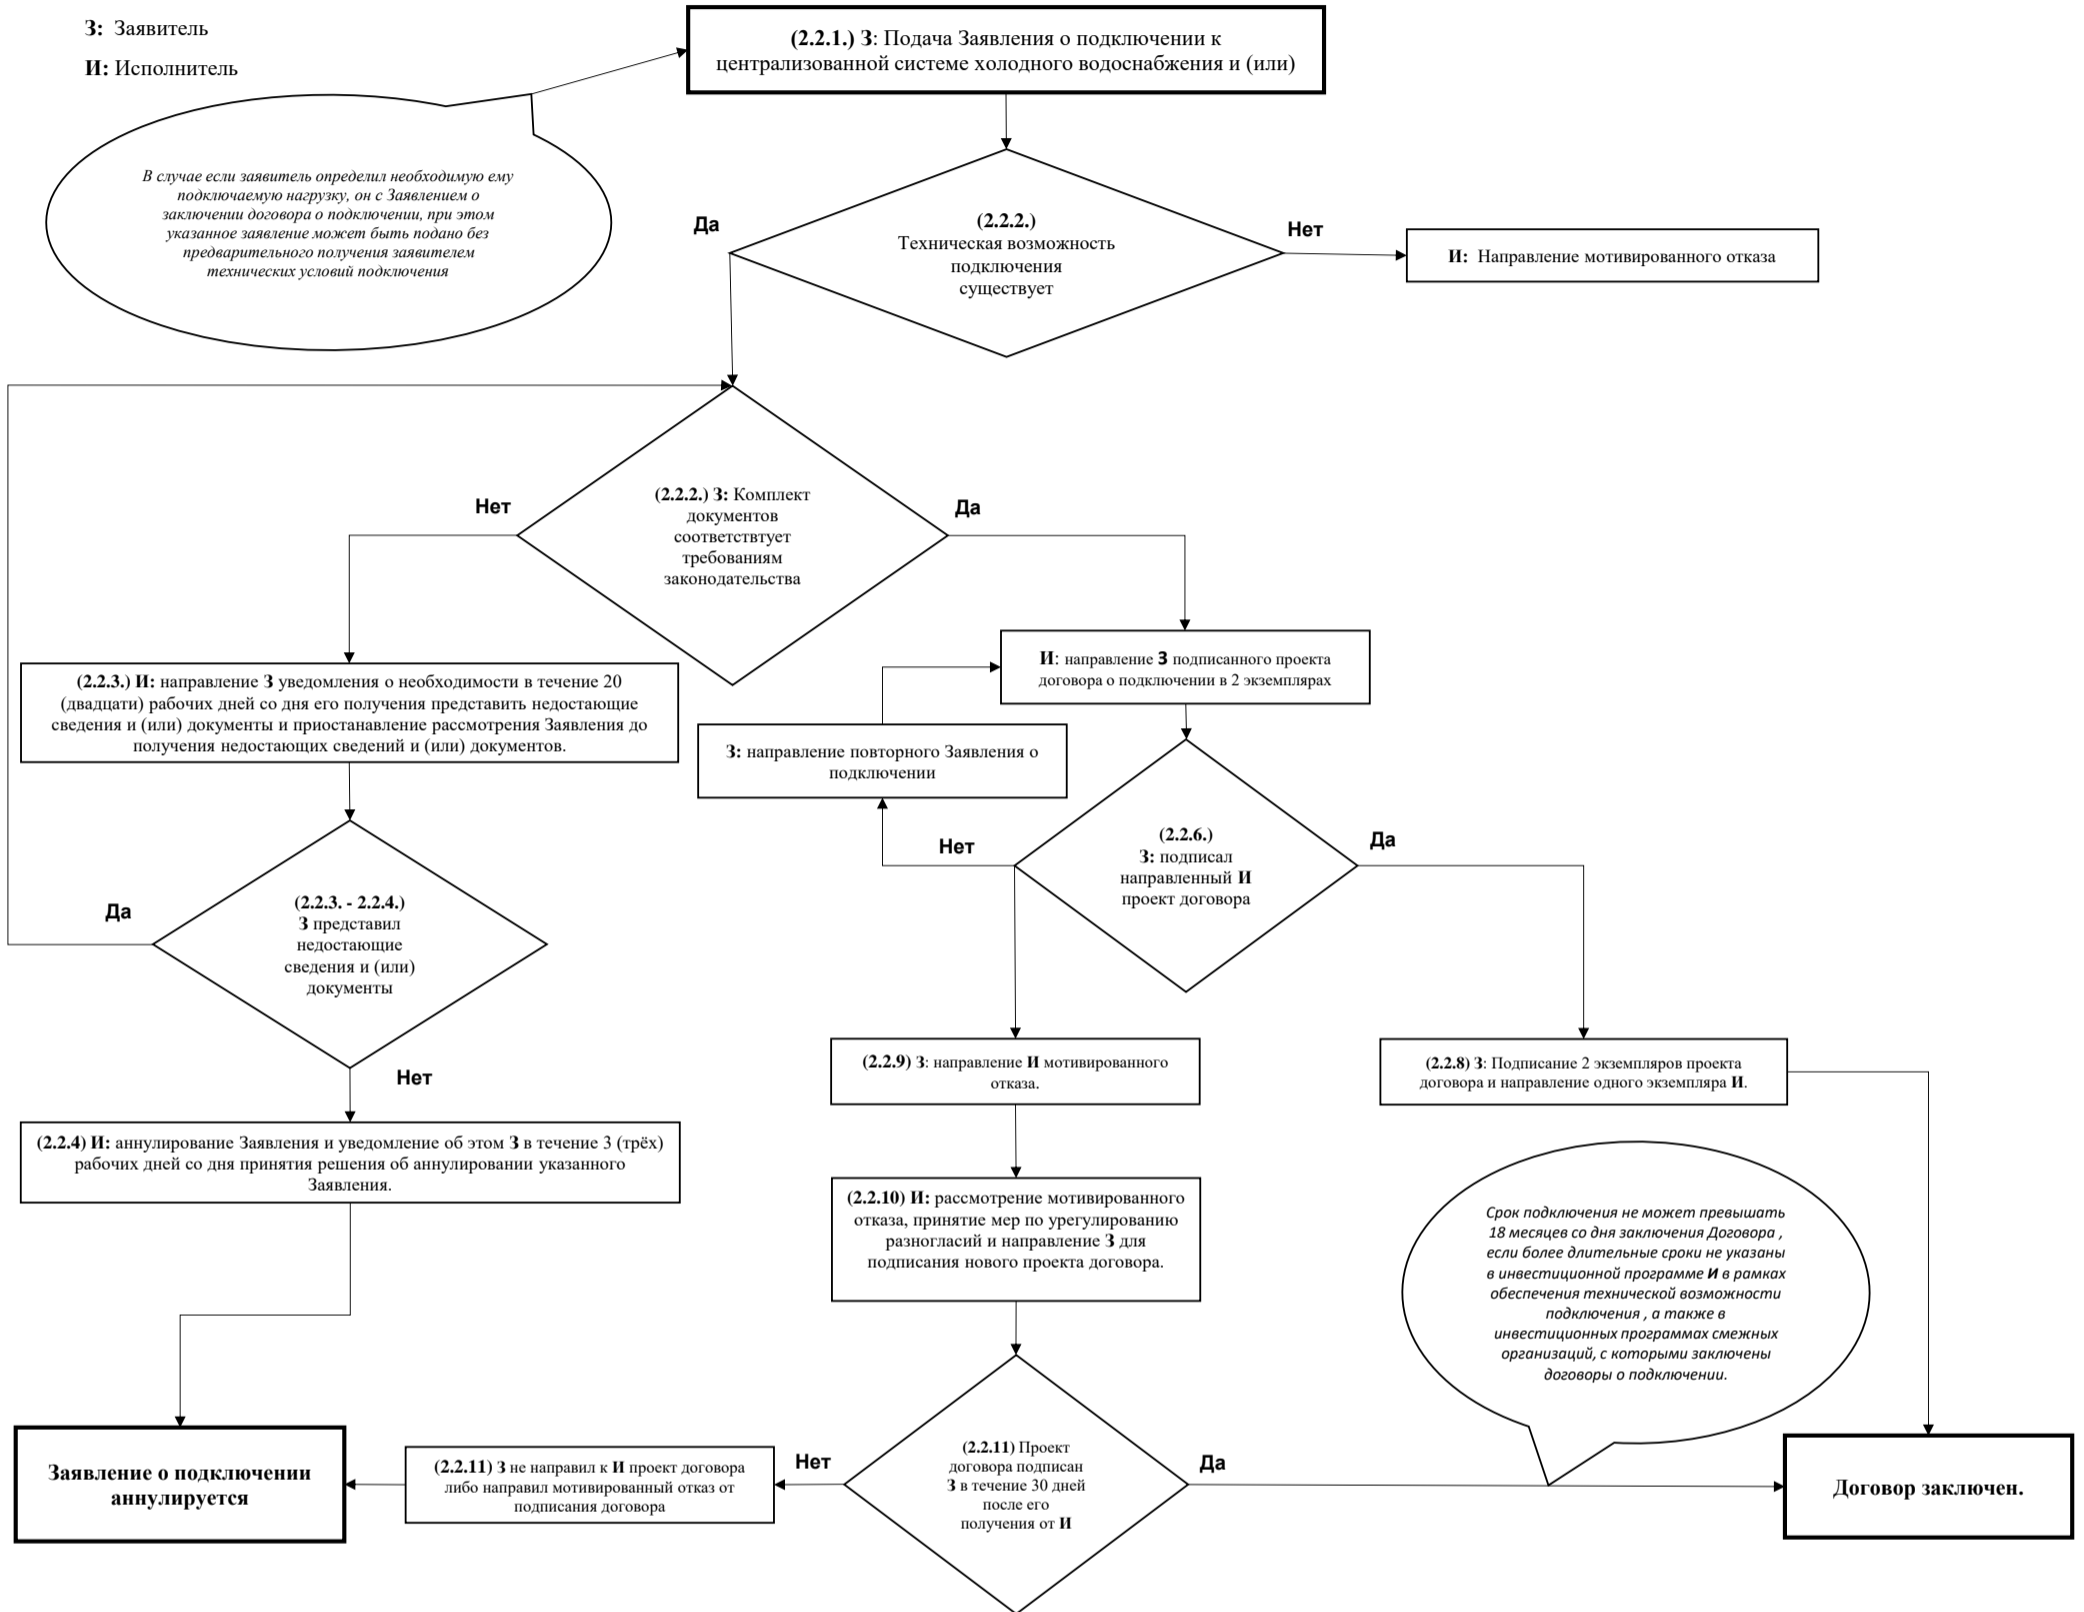 З: Заявитель
И: Исполнитель
(2.2.1.) З: Подача Заявления о подключении к
централизованной системе холодного водоснабжения и (или)
В случае если заявитель определил необходимую ему
подключаемую нагрузку, он с Заявлением о
заключении договора о подключении, при этом
указанное заявление может быть подано без
предварительного получения заявителем
технических условий подключения
Да
(2.2.2.)
Техническая возможность
подключения
существует
Нет
И: Направление мотивированного отказа
Нет
(2.2.2.) З: Комплект
документов
соответствтует
требованиям
законодательства
Да
(2.2.3.) И: направление З уведомления о необходимости в течение 20
(двадцати) рабочих дней со дня его получения представить недостающие
сведения и (или) документы и приостанавление рассмотрения Заявления до
получения недостающих сведений и (или) документов.
И: направление З подписанного проекта
договора о подключении в 2 экземплярах
З: направление повторного Заявления о
подключении
Нет
(2.2.6.)
З: подписал
направленный И
проект договора
Да
Да
(2.2.3. - 2.2.4.)
З представил
недостающие
сведения и (или)
документы
Нет
(2.2.9) З: направление И мотивированного
отказа.
(2.2.8) З: Подписание 2 экземпляров проекта
договора и направление одного экземпляра И.
(2.2.4) И: аннулирование Заявления и уведомление об этом З в течение 3 (трёх)
рабочих дней со дня принятия решения об аннулировании указанного
Заявления.
(2.2.10) И: рассмотрение мотивированного
отказа, принятие мер по урегулированию
разногласий и направление З для
подписания нового проекта договора.
Срок подключения не может превышать
18 месяцев со дня заключения Договора ,
если более длительные сроки не указаны
в инвестиционной программе И в рамках
обеспечения технической возможности
подключения , а также в
инвестиционных программах смежных
организаций, с которыми заключены
договоры о подключении.
Заявление о подключении
аннулируется
(2.2.11) З не направил к И проект договора
либо направил мотивированный отказ от
подписания договора
Нет
(2.2.11) Проект
договора подписан
З в течение 30 дней
после его
получения от И
Да
Договор заключен.